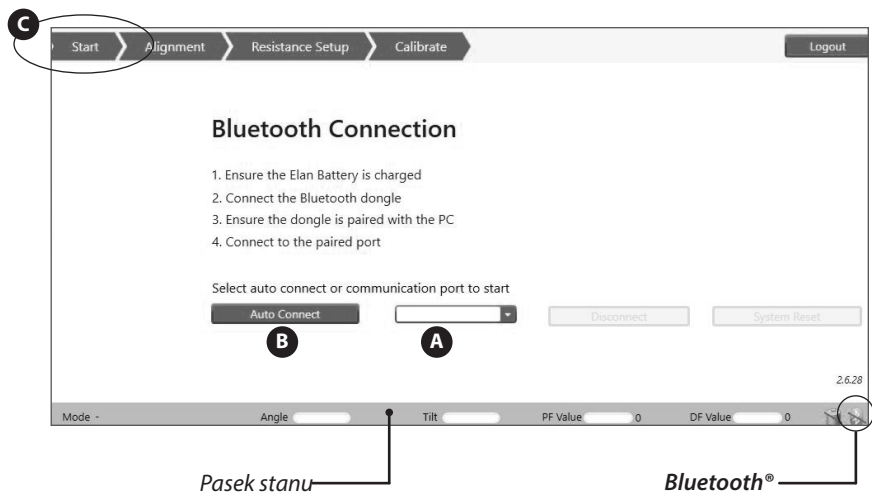 C
Start Alignment Resistance Setup Calibrate Logout
Bluetooth Connection
1. Ensure the Elan Battery is charged
2. Connect the Bluetooth dongle
3. Ensure the dongle is paired with the PC
4. Connect to the paired port
Select auto connect or communication port to start
Auto Connect Disconnect System Reset
B A
2.6.28
Mode - Angle Tilt PF Value 0 DF Value 0
Pasek stanu Bluetooth®